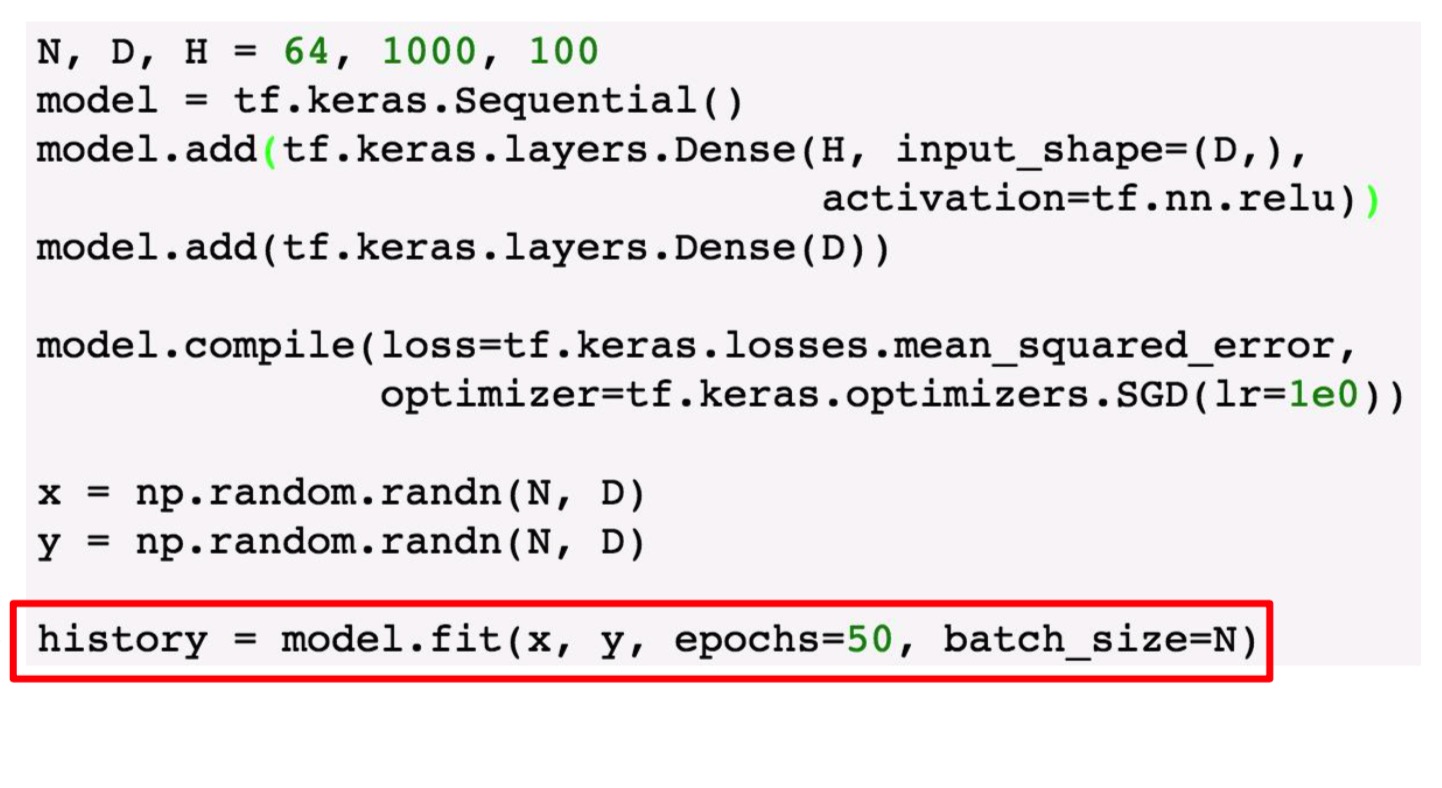 N, D, H = 64, 1000, 100
model = tf.keras.Sequential()
model.add(tf.keras.layers.Dense(H, input_shape=(D,),
                                activation=tf.nn.relu))
model.add(tf.keras.layers.Dense(D))

model.compile(loss=tf.keras.losses.mean_squared_error,
              optimizer=tf.keras.optimizers.SGD(lr=1e0))

x = np.random.randn(N, D)
y = np.random.randn(N, D)

history = model.fit(x, y, epochs=50, batch_size=N)